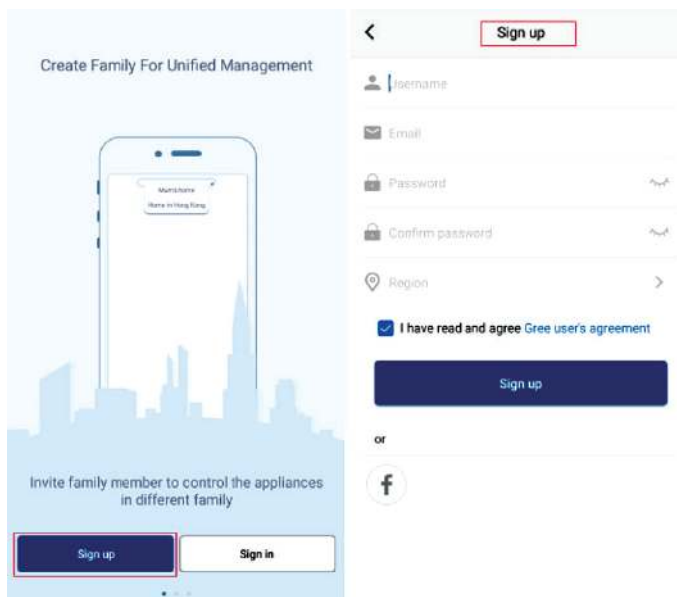 Create Family For Unified Management
Mum's home
Home in Hong Kong
Invite family member to control the appliances
in different family
Sign up
Sign in
Sign up
Username
Email
Password
Confirm password
Region
I have read and agree Gree user's agreement
Sign up
or
f